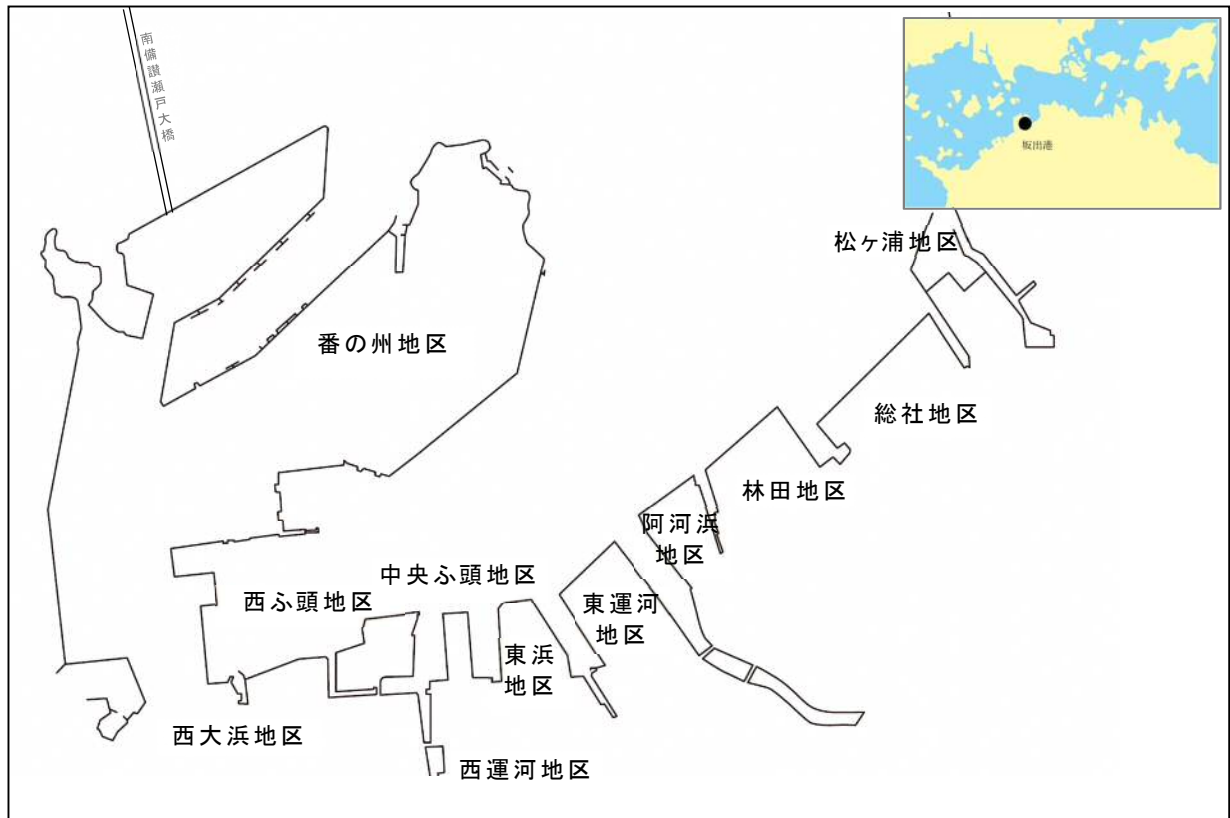 南備讃瀬戸大橋
坂出港
松ヶ浦地区
番の州地区
総社地区
林田地区
阿河浜
地区
中央ふ頭地区
西ふ頭地区
東運河
地区
東浜
地区
西大浜地区
西運河地区